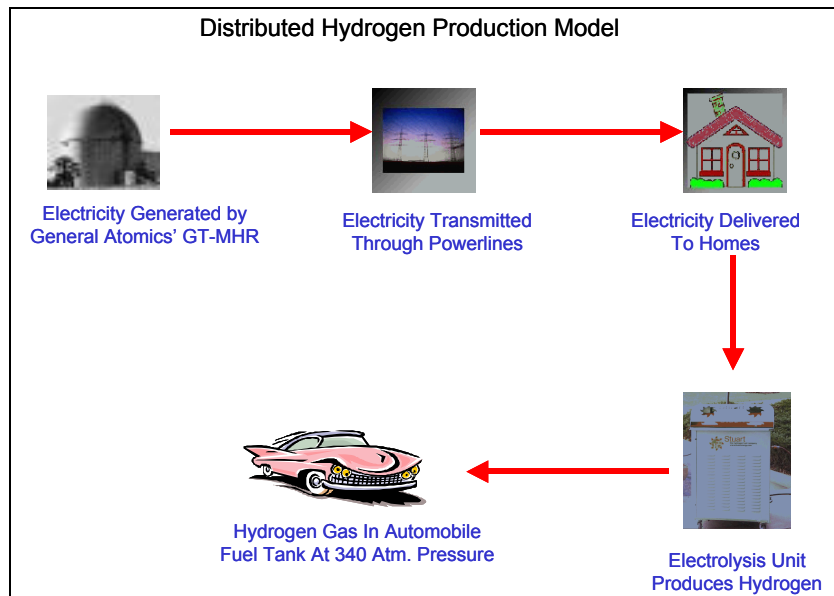 Distributed Hydrogen Production Model
Electricity Generated by
General Atomics' GT-MHR
Electricity Transmitted
Through Powerlines
Electricity Delivered
To Homes
Stuart
Hydrogen Gas In Automobile
Fuel Tank At 340 Atm. Pressure
Electrolysis Unit
Produces Hydrogen